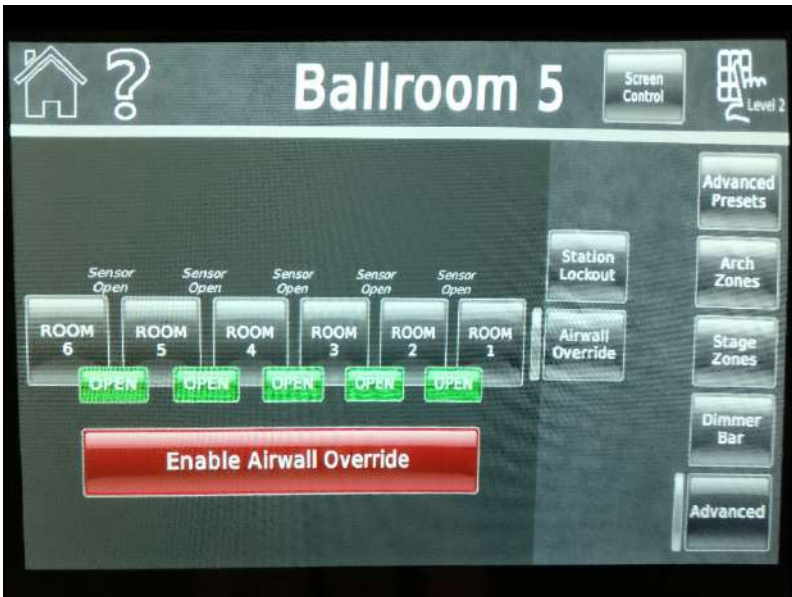 ?
Ballroom 5
Screen
Control
Level 2
Advanced
Presets
Station
Lockout
Arch
Zones
Sensor
Open
Sensor
Open
Sensor
Open
Sensor
Open
Sensor
Open
ROOM
6
ROOM
5
ROOM
4
ROOM
3
ROOM
2
ROOM
1
Airwall
Override
Stage
Zones
OPEN
OPEN
OPEN
OPEN
OPEN
Dimmer
Bar
Enable Airwall Override
Advanced